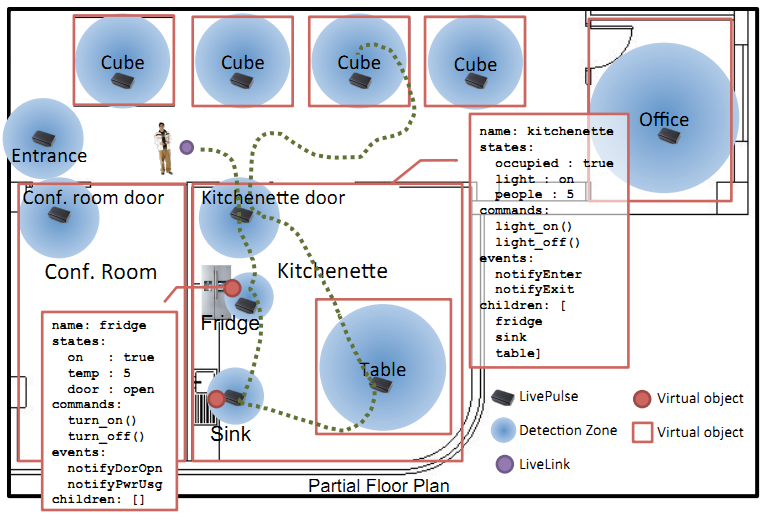 Cube
Cube
Cube
Cube
Office
Entrance
Conf. room door
Kitchenette door
Conf. Room
Kitchenette
Fridge
Table
Sink
name: kitchenette
states:
occupied : true
light : on
people : 5
commands:
light_on()
light_off()
events:
notifyEnter
notifyExit
children: [
fridge
sink
table]
name: fridge
states:
on : true
temp : 5
door : open
commands:
turn_on()
turn_off()
events:
notifyDorOpn
notifyPwrUsg
children: []
LivePulse
Virtual object
Detection Zone
Virtual object
LiveLink
Partial Floor Plan